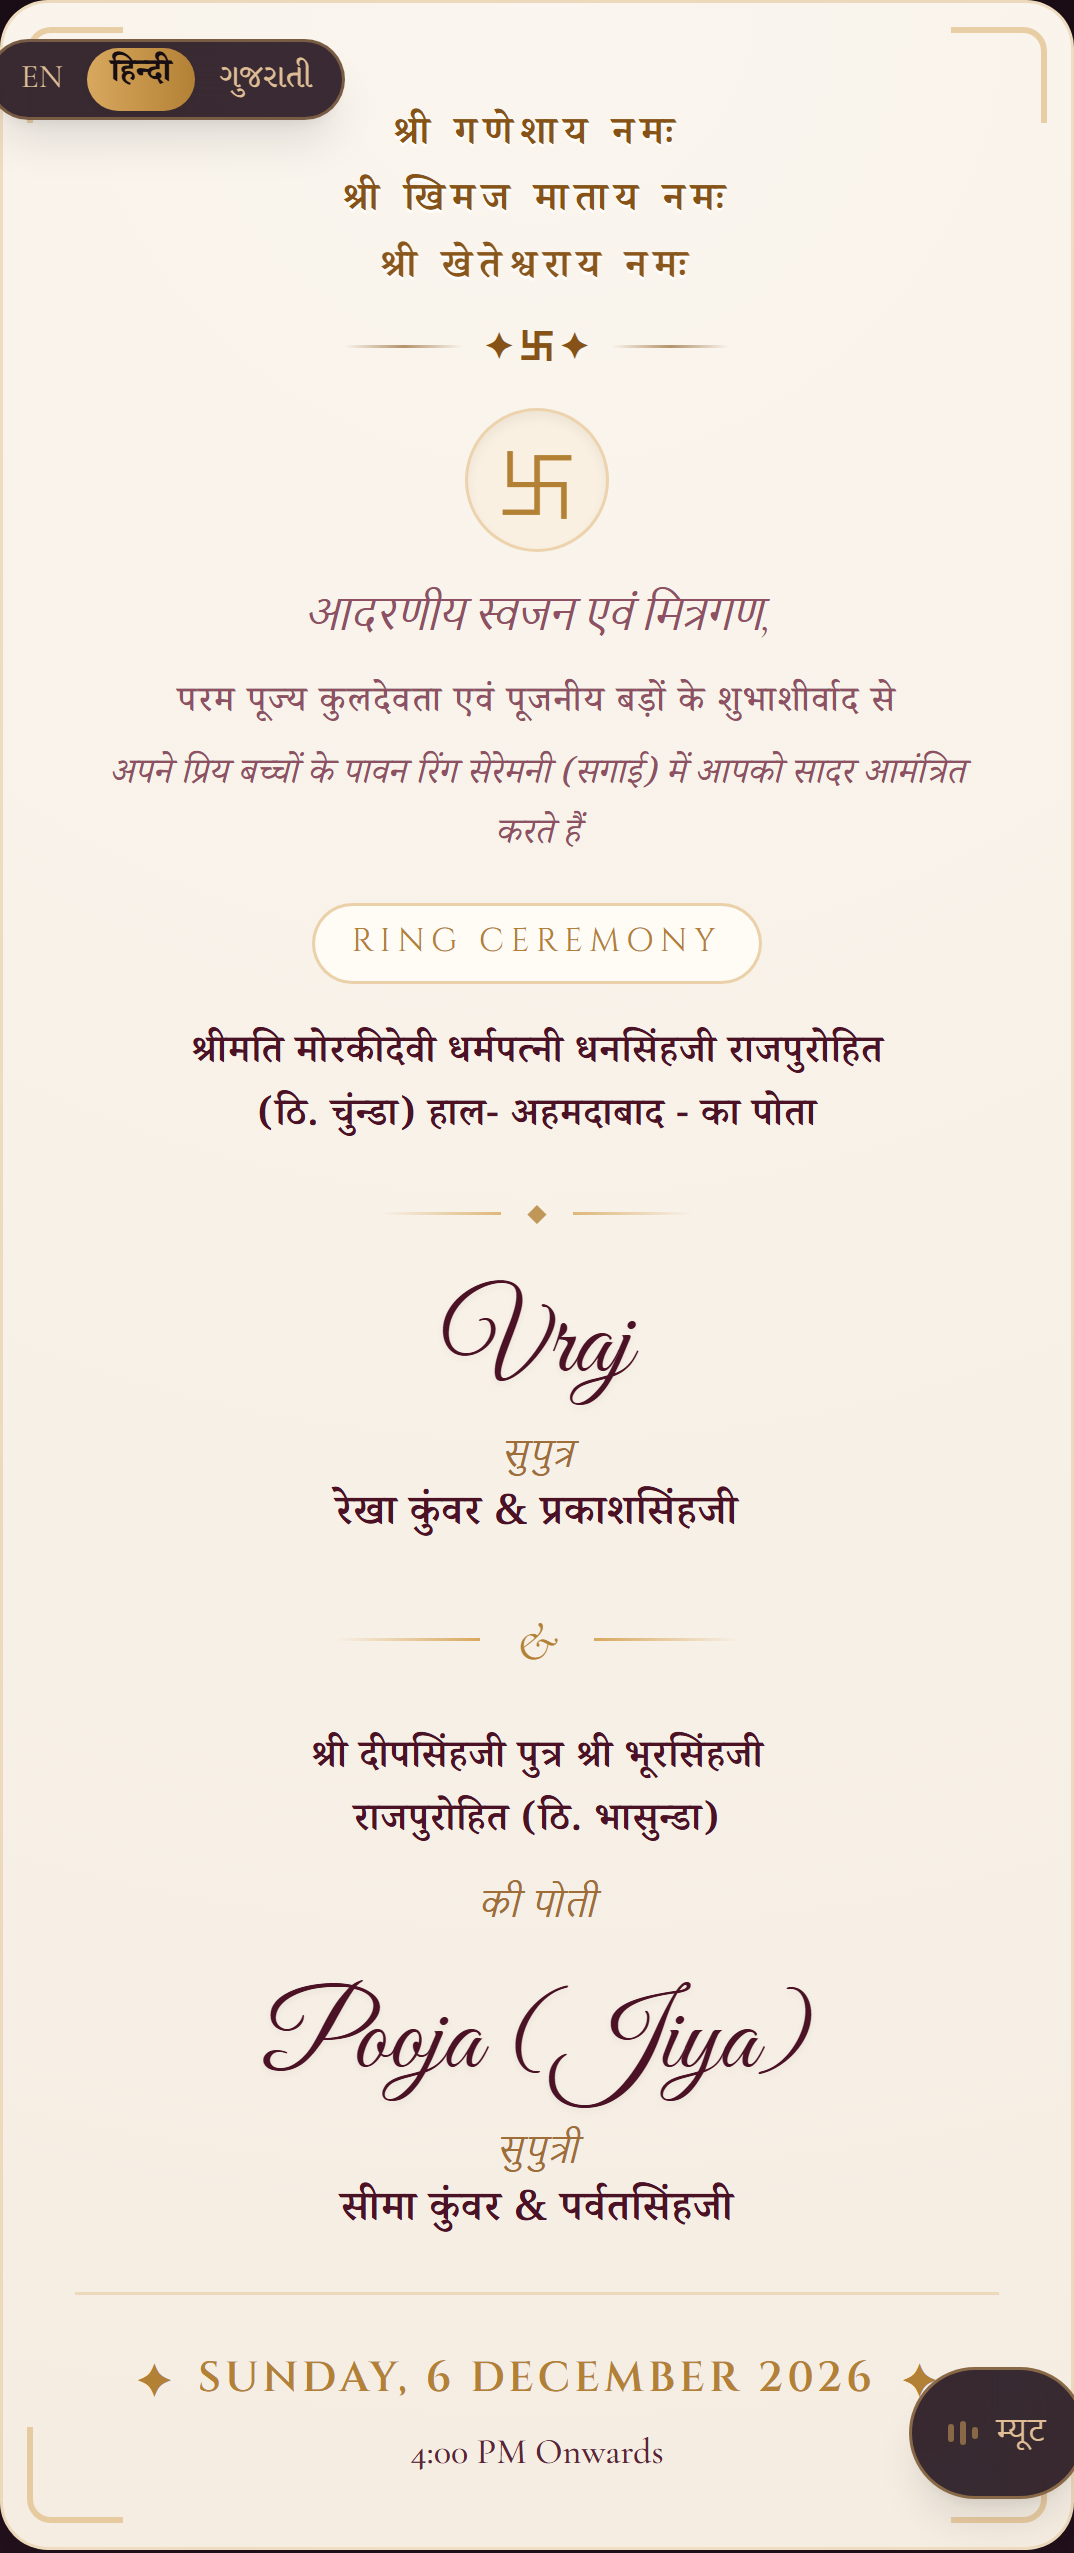 EN हिन्दी ગુજરાતી
श्री गणेशाय नमः
श्री खिमज माताय नमः
श्री खेतेश्वराय नमः
✦卐✦
卐
आदरणीय स्वजन एवं मित्रगण,
परम पूज्य कुलदेवता एवं पूजनीय बड़ों के शुभाशीर्वाद से
अपने प्रिय बच्चों के पावन रिंग सेरेमनी (सगाई) में आपको सादर आमंत्रित
करते हैं
RING CEREMONY
श्रीमति मोरकीदेवी धर्मपत्नी धनसिंहजी राजपुरोहित
(ठि. चुंन्डा) हाल- अहमदाबाद - का पोता
Vraj
सुपुत्र
रेखा कुंवर & प्रकाशसिंहजी
&
श्री दीपसिंहजी पुत्र श्री भूरसिंहजी
राजपुरोहित (ठि. भासुन्डा)
की पोती
Pooja (Jiya)
सुपुत्री
सीमा कुंवर & पर्वतसिंहजी
✦ SUNDAY, 6 DECEMBER 2026 ✦
म्यूट
4:00 PM Onwards